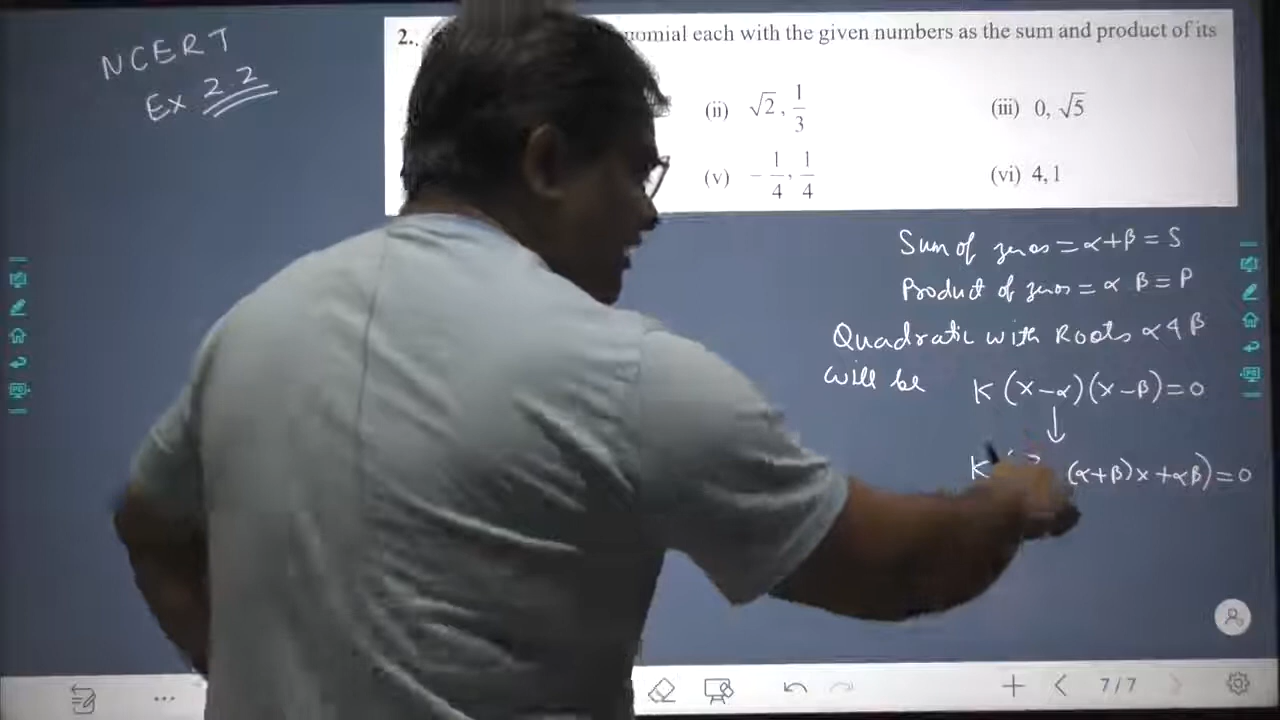 NCERT
Ex 2.2
2. nomial each with the given numbers as the sum and product of its
(ii) √2, 1/3 (iii) 0, √5
(v) -1/4, 1/4 (vi) 4, 1
Sum of zeros = α+β = S
Product of zeros = α β = P
Quadratic with Roots α & β
will be K (x-α)(x-β)=0
↓
K (α+β)x + αβ)=0
7/7